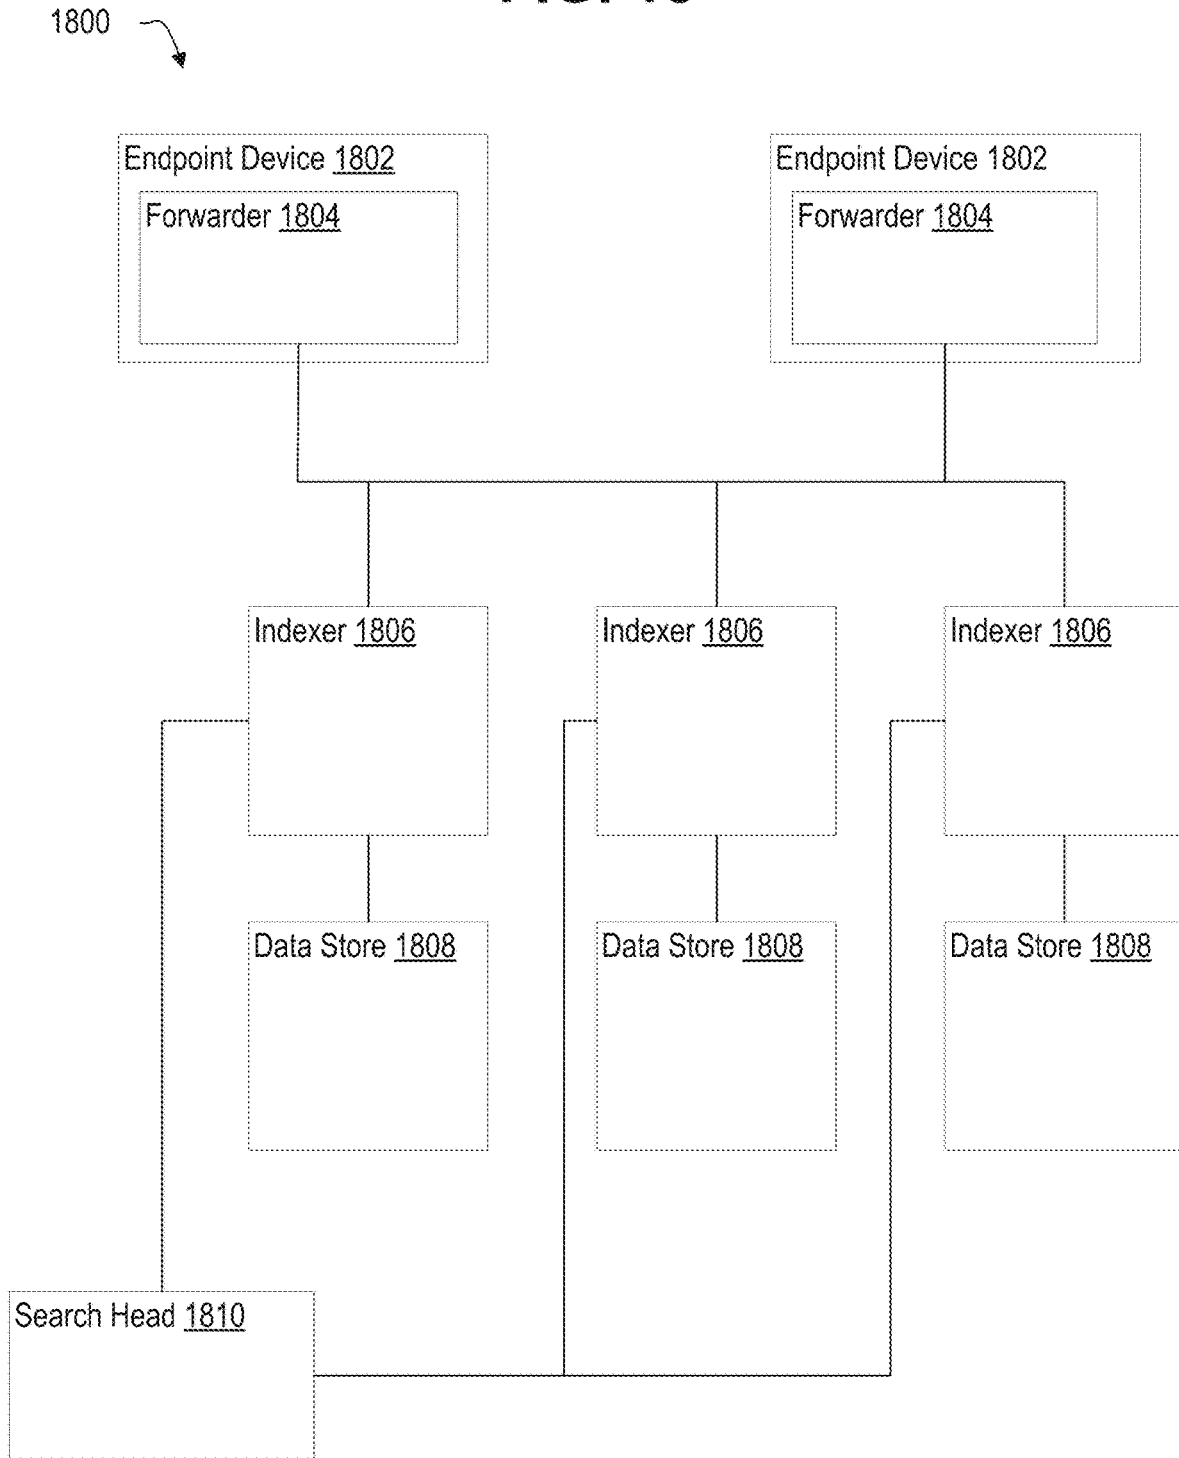 1800
Endpoint Device 1802
Endpoint Device 1802
Forwarder 1804
Forwarder 1804
Indexer 1806
Indexer 1806
Indexer 1806
Data Store 1808
Data Store 1808
Data Store 1808
Search Head 1810